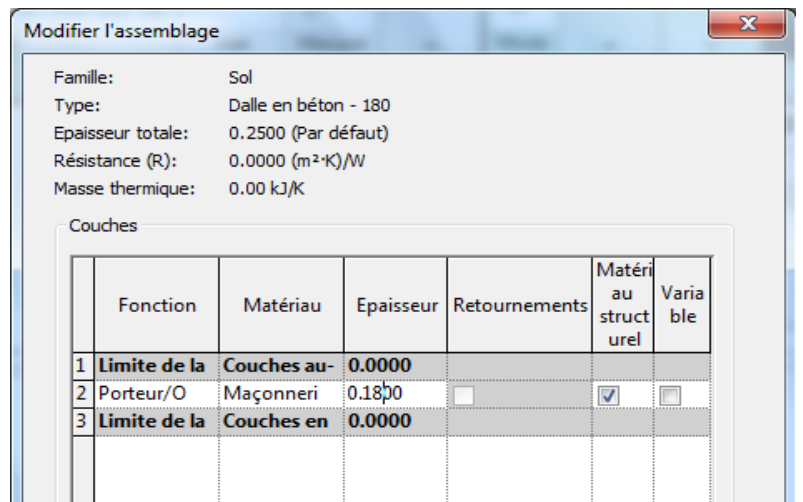 Modifier l'assemblage
Famille: Sol
Type: Dalle en béton - 180
Epaisseur totale: 0.2500 (Par défaut)
Résistance (R): 0.0000 (m²·K)/W
Masse thermique: 0.00 kJ/K
Couches
Fonction Matériau Epaisseur Retournements Matéri au struct urel Varia ble
1 Limite de la Couches au- 0.0000
2 Porteur/O Maçonneri 0.1800
3 Limite de la Couches en 0.0000